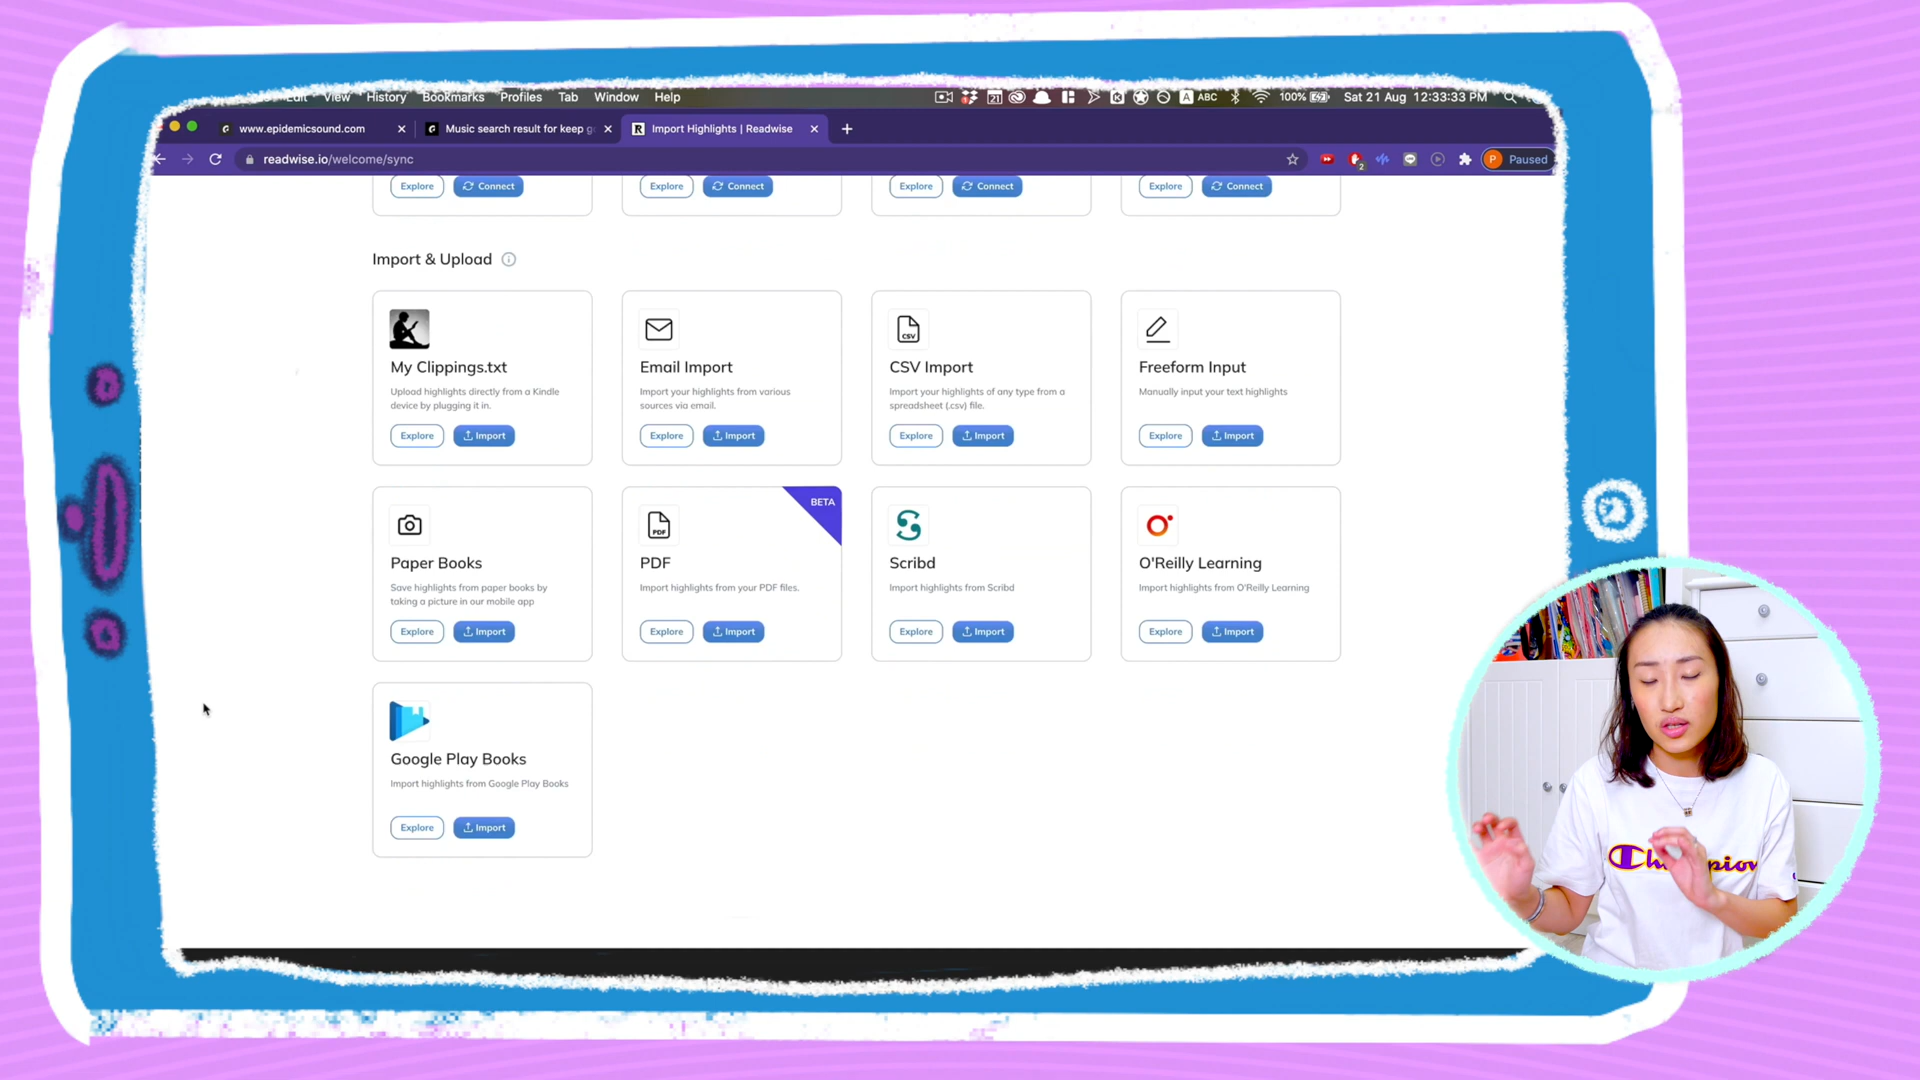 Edit View History Bookmarks Profiles Tab Window Help
21 A ABC 100% Sat 21 Aug 12:33:33 PM
www.epidemicsound.com
Music search result for keep g
R Import Highlights | Readwise
readwise.io/welcome/sync
2 P Paused
Explore Connect Explore Connect Explore Connect Explore Connect
Import & Upload
My Clippings.txt
Upload highlights directly from a Kindle
device by plugging it in.
Explore Import
Email Import
Import your highlights from various
sources via email.
Explore Import
CSV
CSV Import
Import your highlights of any type from a
spreadsheet (.csv) file.
Explore Import
Freeform Input
Manually input your text highlights
Explore Import
Paper Books
Save highlights from paper books by
taking a picture in our mobile app
Explore Import
BETA
PDF
PDF
Import highlights from your PDF files.
Explore Import
Scribd
Import highlights from Scribd
Explore Import
O'Reilly Learning
Import highlights from O'Reilly Learning
Explore Import
Google Play Books
Import highlights from Google Play Books
Explore Import
Champion